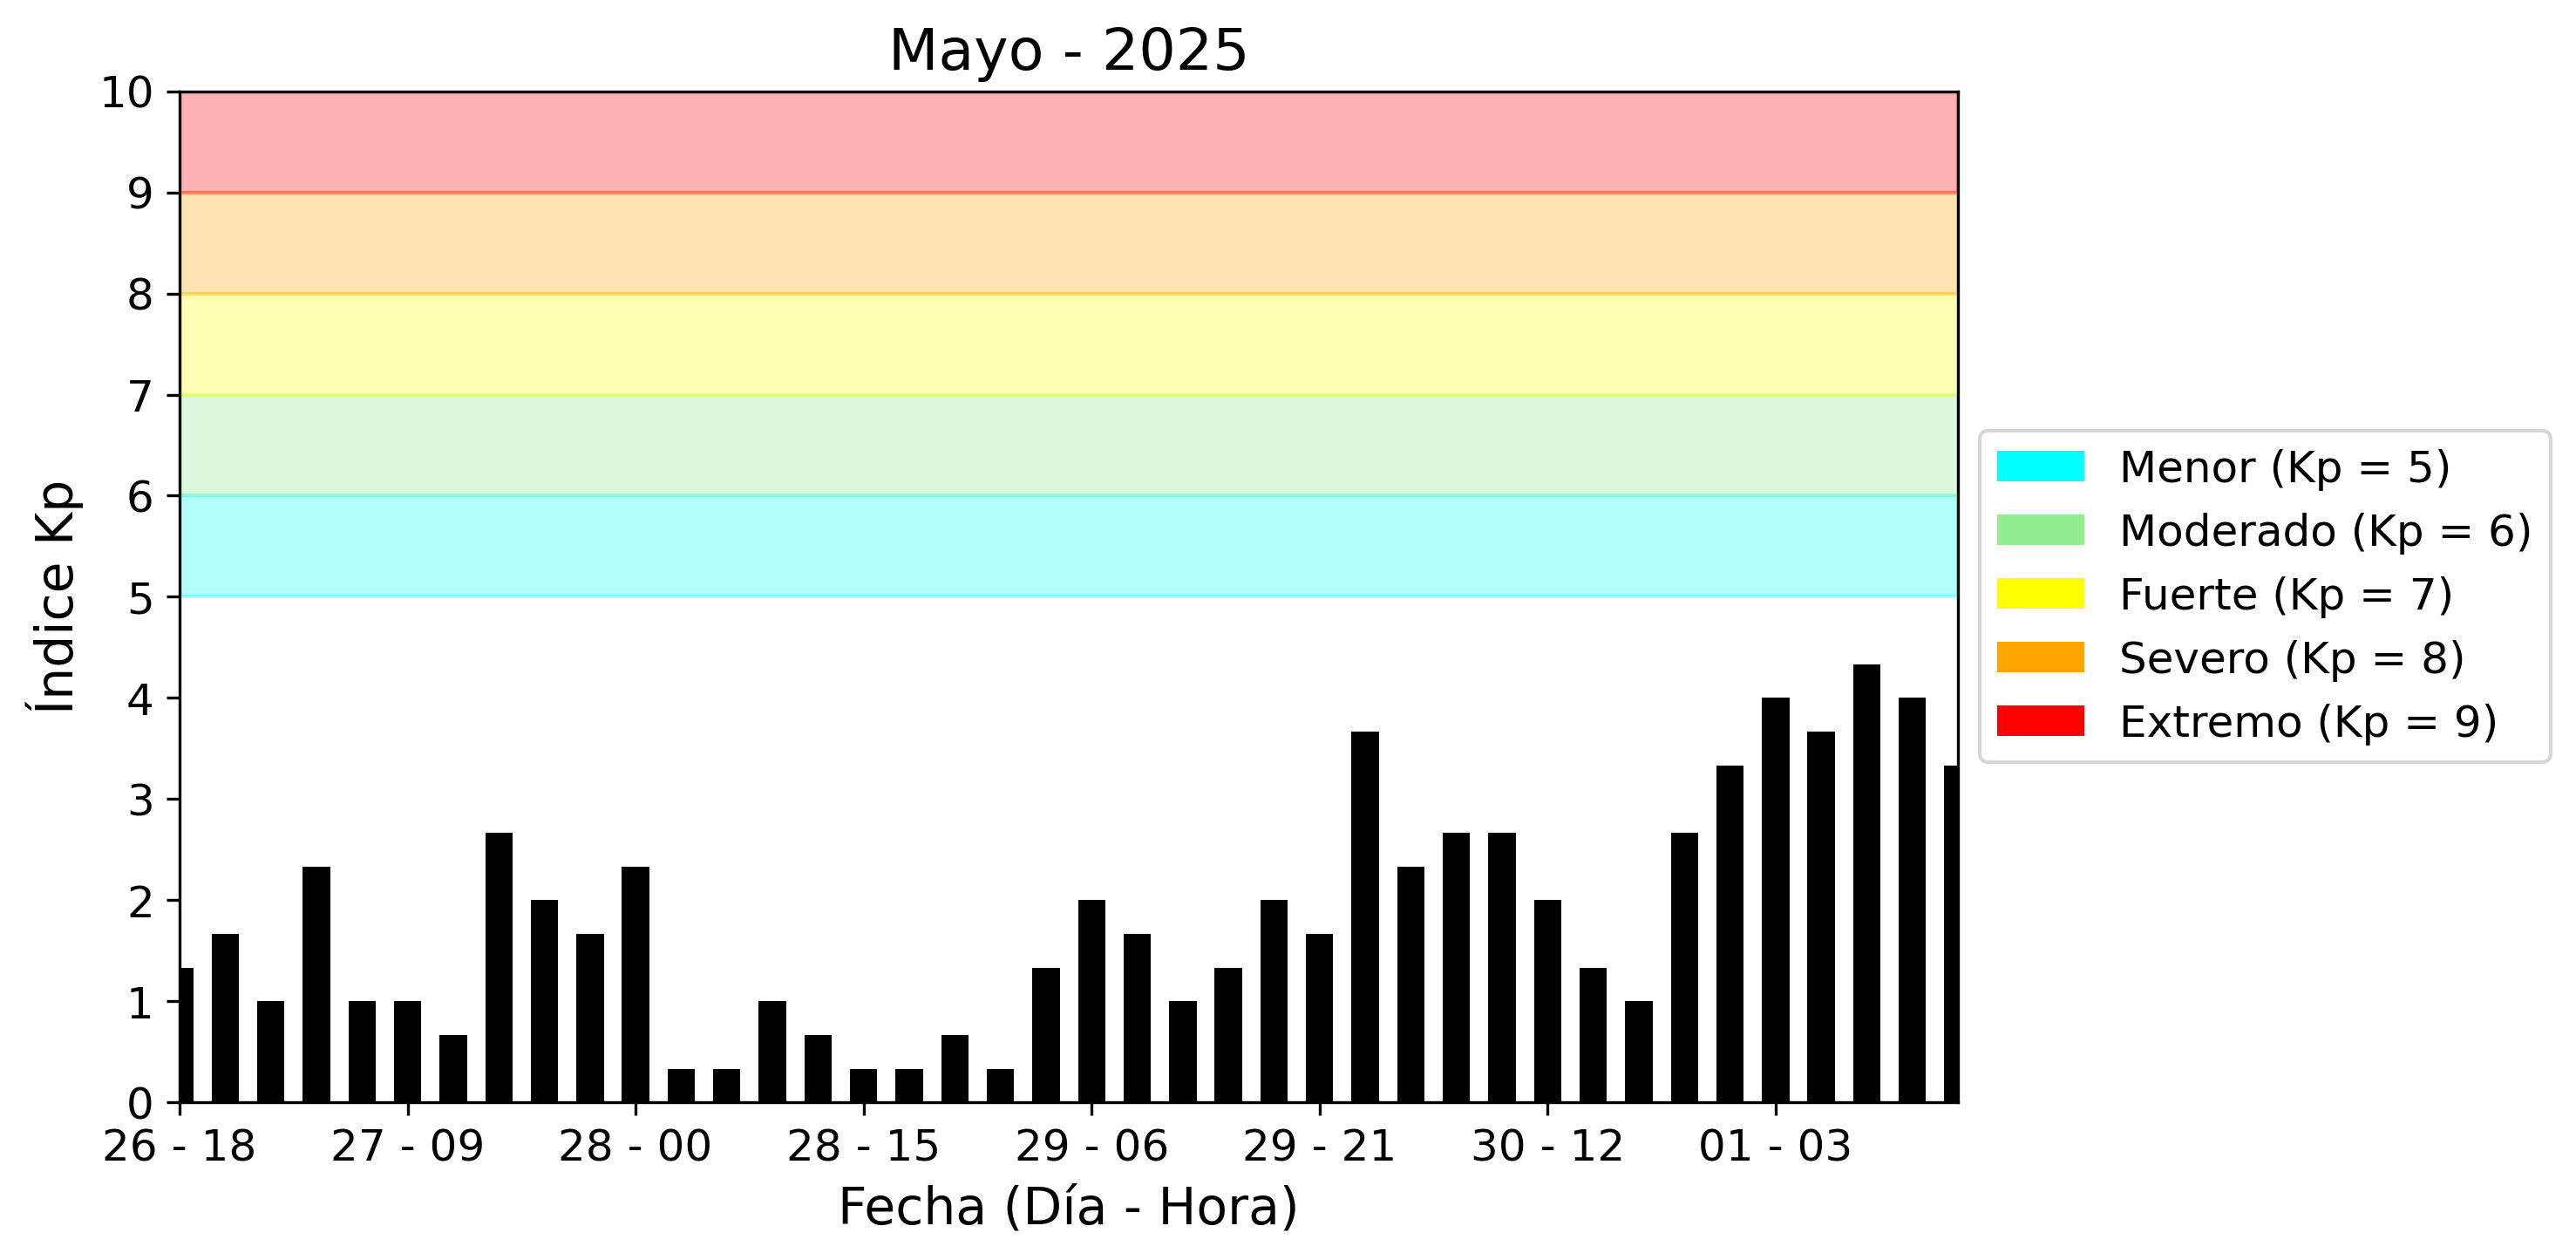 Mayo - 2025
10
9
8
7
6
5
4
3
2
1
0
Índice Kp
26 - 18
27 - 09
28 - 00
28 - 15
29 - 06
29 - 21
30 - 12
01 - 03
Fecha (Día - Hora)
Menor (Kp = 5)
Moderado (Kp = 6)
Fuerte (Kp = 7)
Severo (Kp = 8)
Extremo (Kp = 9)